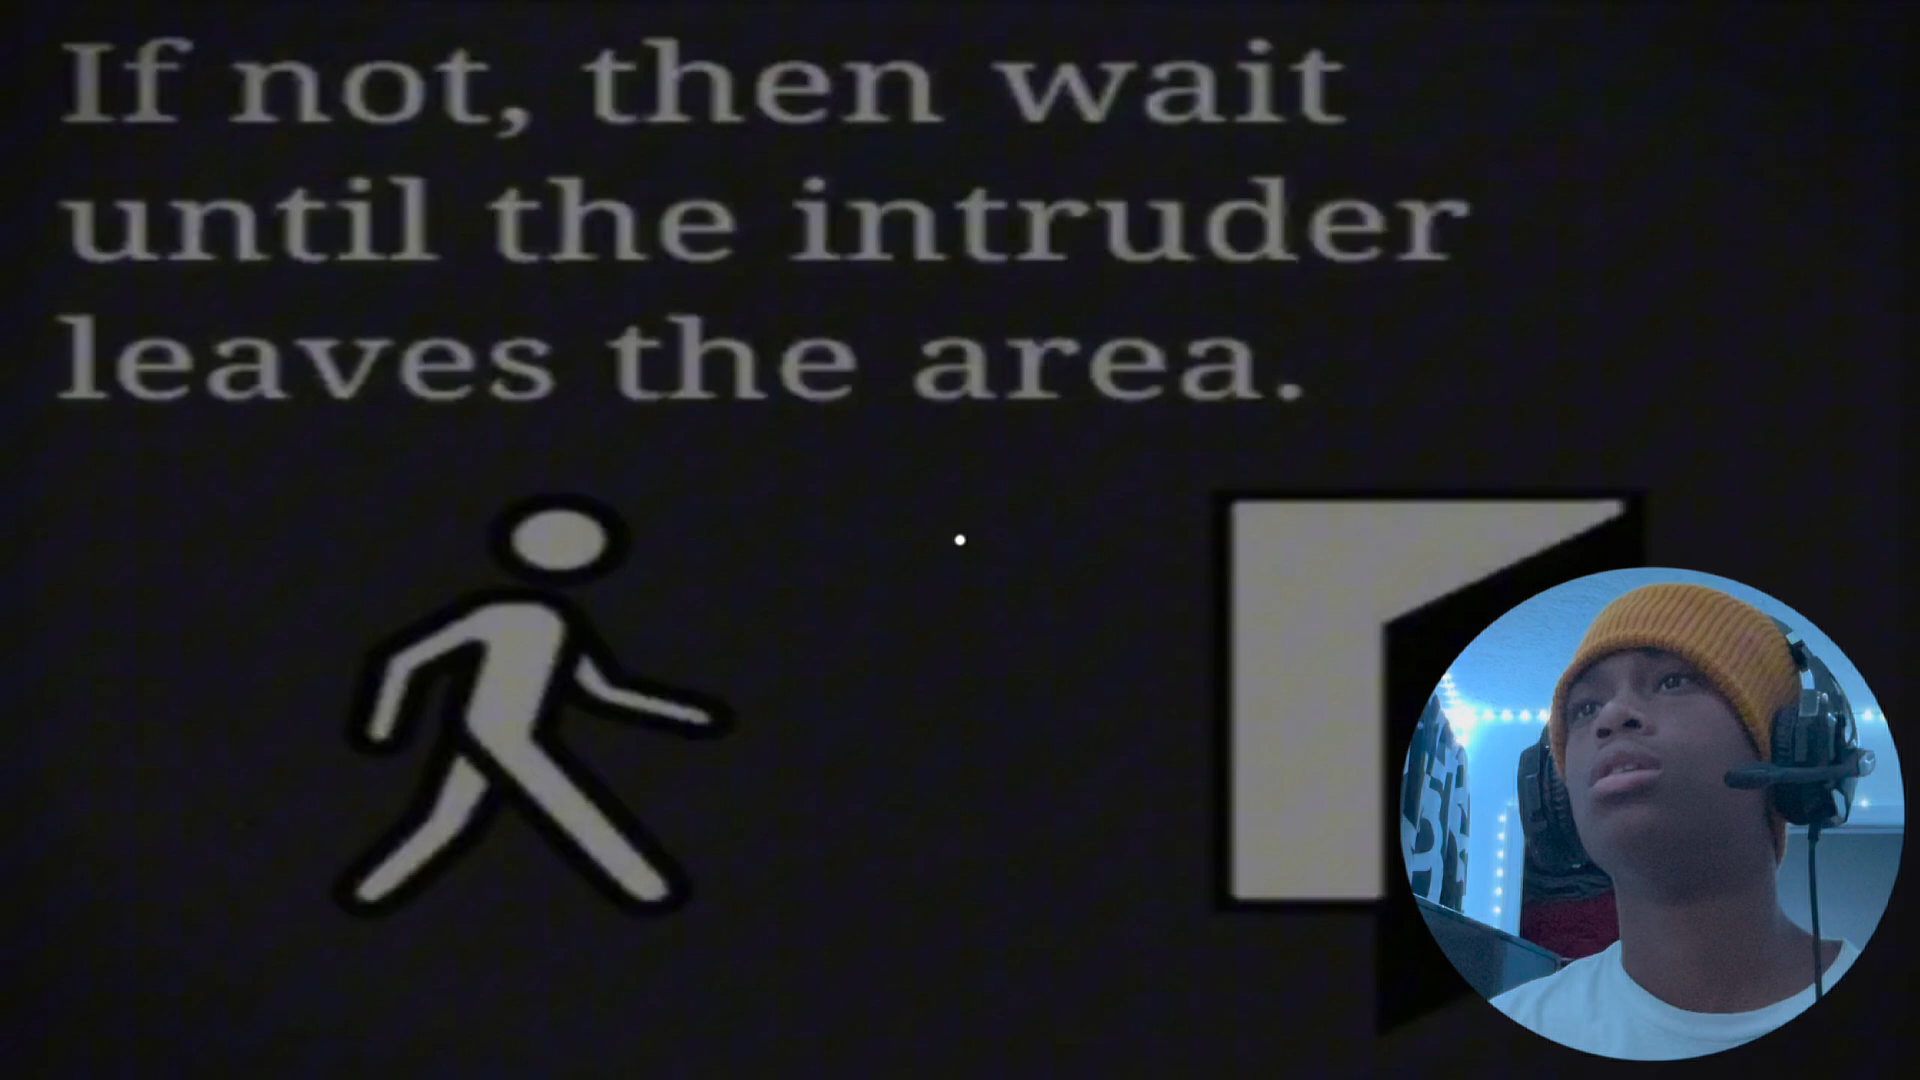 If not, then wait
until the intruder
leaves the area.